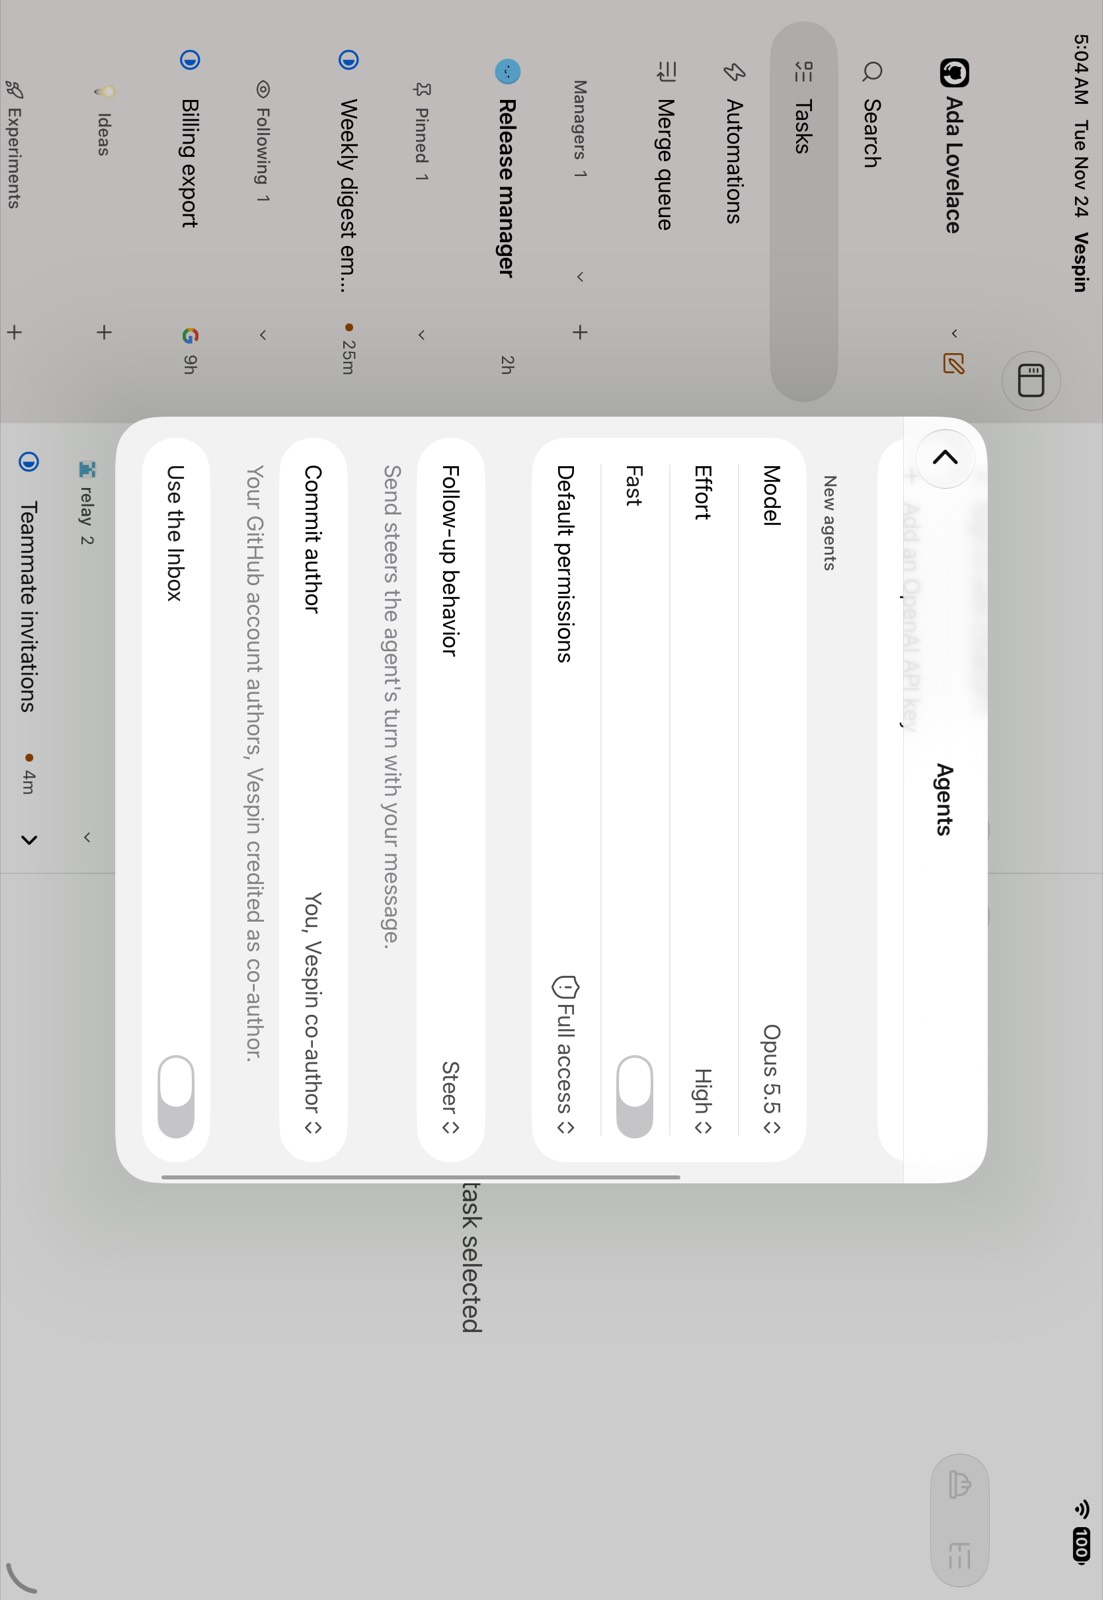 5:04 AM Tue Nov 24 Vespin
100
Ada Lovelace
Search
Tasks
Automations
Merge queue
Managers 1
Release manager 2h
Pinned 1
Weekly digest em... 25m
Following 1
Billing export 9h
Ideas
Experiments
Agents
Add an OpenAI API key
New agents
Model Opus 5.5
Effort High
Fast
Default permissions Full access
Follow-up behavior Steer
Send steers the agent's turn with your message.
Commit author You, Vespin co-author
Your GitHub account authors, Vespin credited as co-author.
Use the Inbox
relay 2
Teammate invitations 4m
task selected